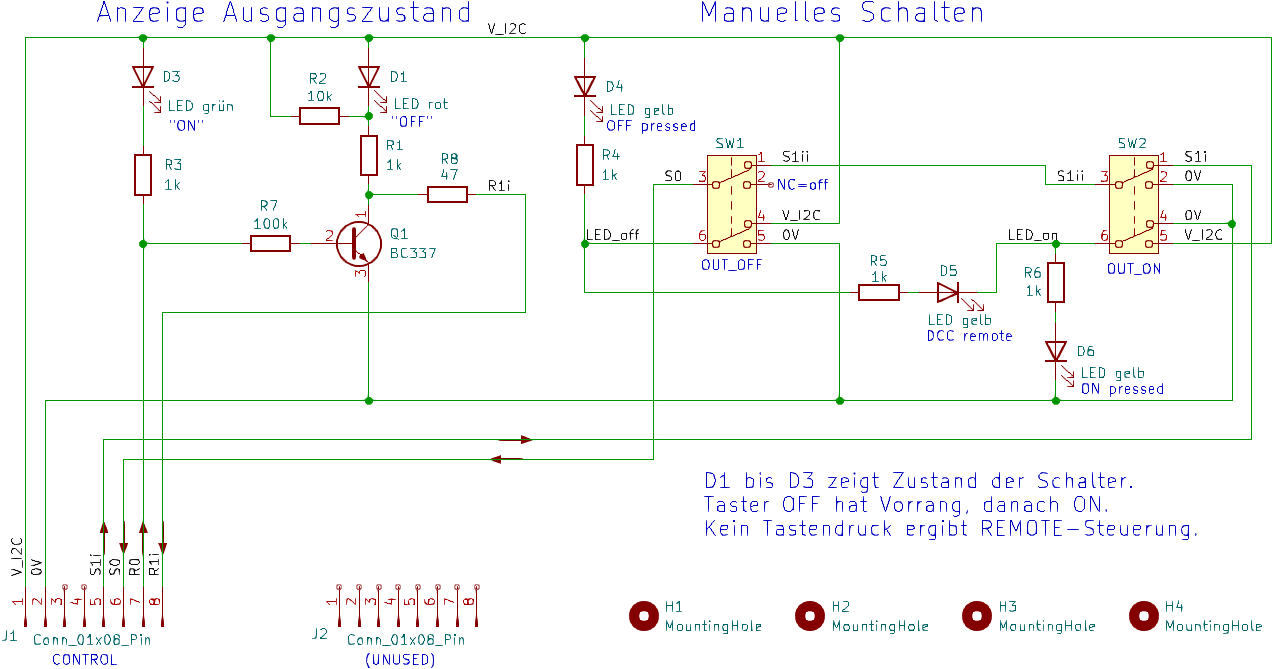 Anzeige Ausgangszustand
Manuelles Schalten
V_I2C
D3
LED grün
"ON"
R3
1k
R2
10k
D1
LED rot
"OFF"
R1
1k
R8
47
R1i
R7
100k
2
1
3
Q1
BC337
D4
LED gelb
OFF pressed
R4
1k
LED_off
S0
SW1
3
1
S1ii
2
NC=off
4
V_I2C
6
5
0V
OUT_OFF
R5
1k
D5
LED gelb
DCC remote
LED_on
R6
1k
D6
LED gelb
ON pressed
SW2
S1ii
3
1
S1i
2
0V
4
0V
6
5
V_I2C
OUT_ON
D1 bis D3 zeigt Zustand der Schalter.
Taster OFF hat Vorrang, danach ON.
Kein Tastendruck ergibt REMOTE-Steuerung.
V_I2C
0V
S1i
S0
R0
R1i
1
2
3
4
5
6
7
8
J1
Conn_01x08_Pin
CONTROL
1
2
3
4
5
6
7
8
J2
Conn_01x08_Pin
(UNUSED)
H1
MountingHole
H2
MountingHole
H3
MountingHole
H4
MountingHole